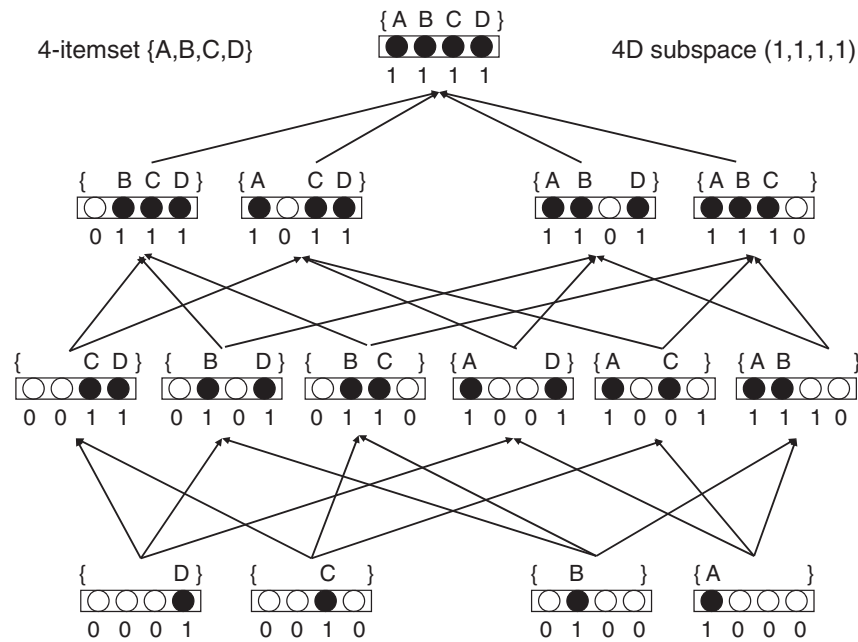 { A B C D }
4-itemset {A,B,C,D}
4D subspace (1,1,1,1)
1 1 1 1
{ B C D } {A C D } {A B D } {A B C }
0 1 1 1 1 0 1 1 1 1 0 1 1 1 1 0
{ C D } { B D } { B C } {A D } {A C } {A B }
0 0 1 1 0 1 0 1 0 1 1 0 1 0 0 1 1 0 0 1 1 1 1 0
{ D } { C } { B } {A }
0 0 0 1 0 0 1 0 0 1 0 0 1 0 0 0